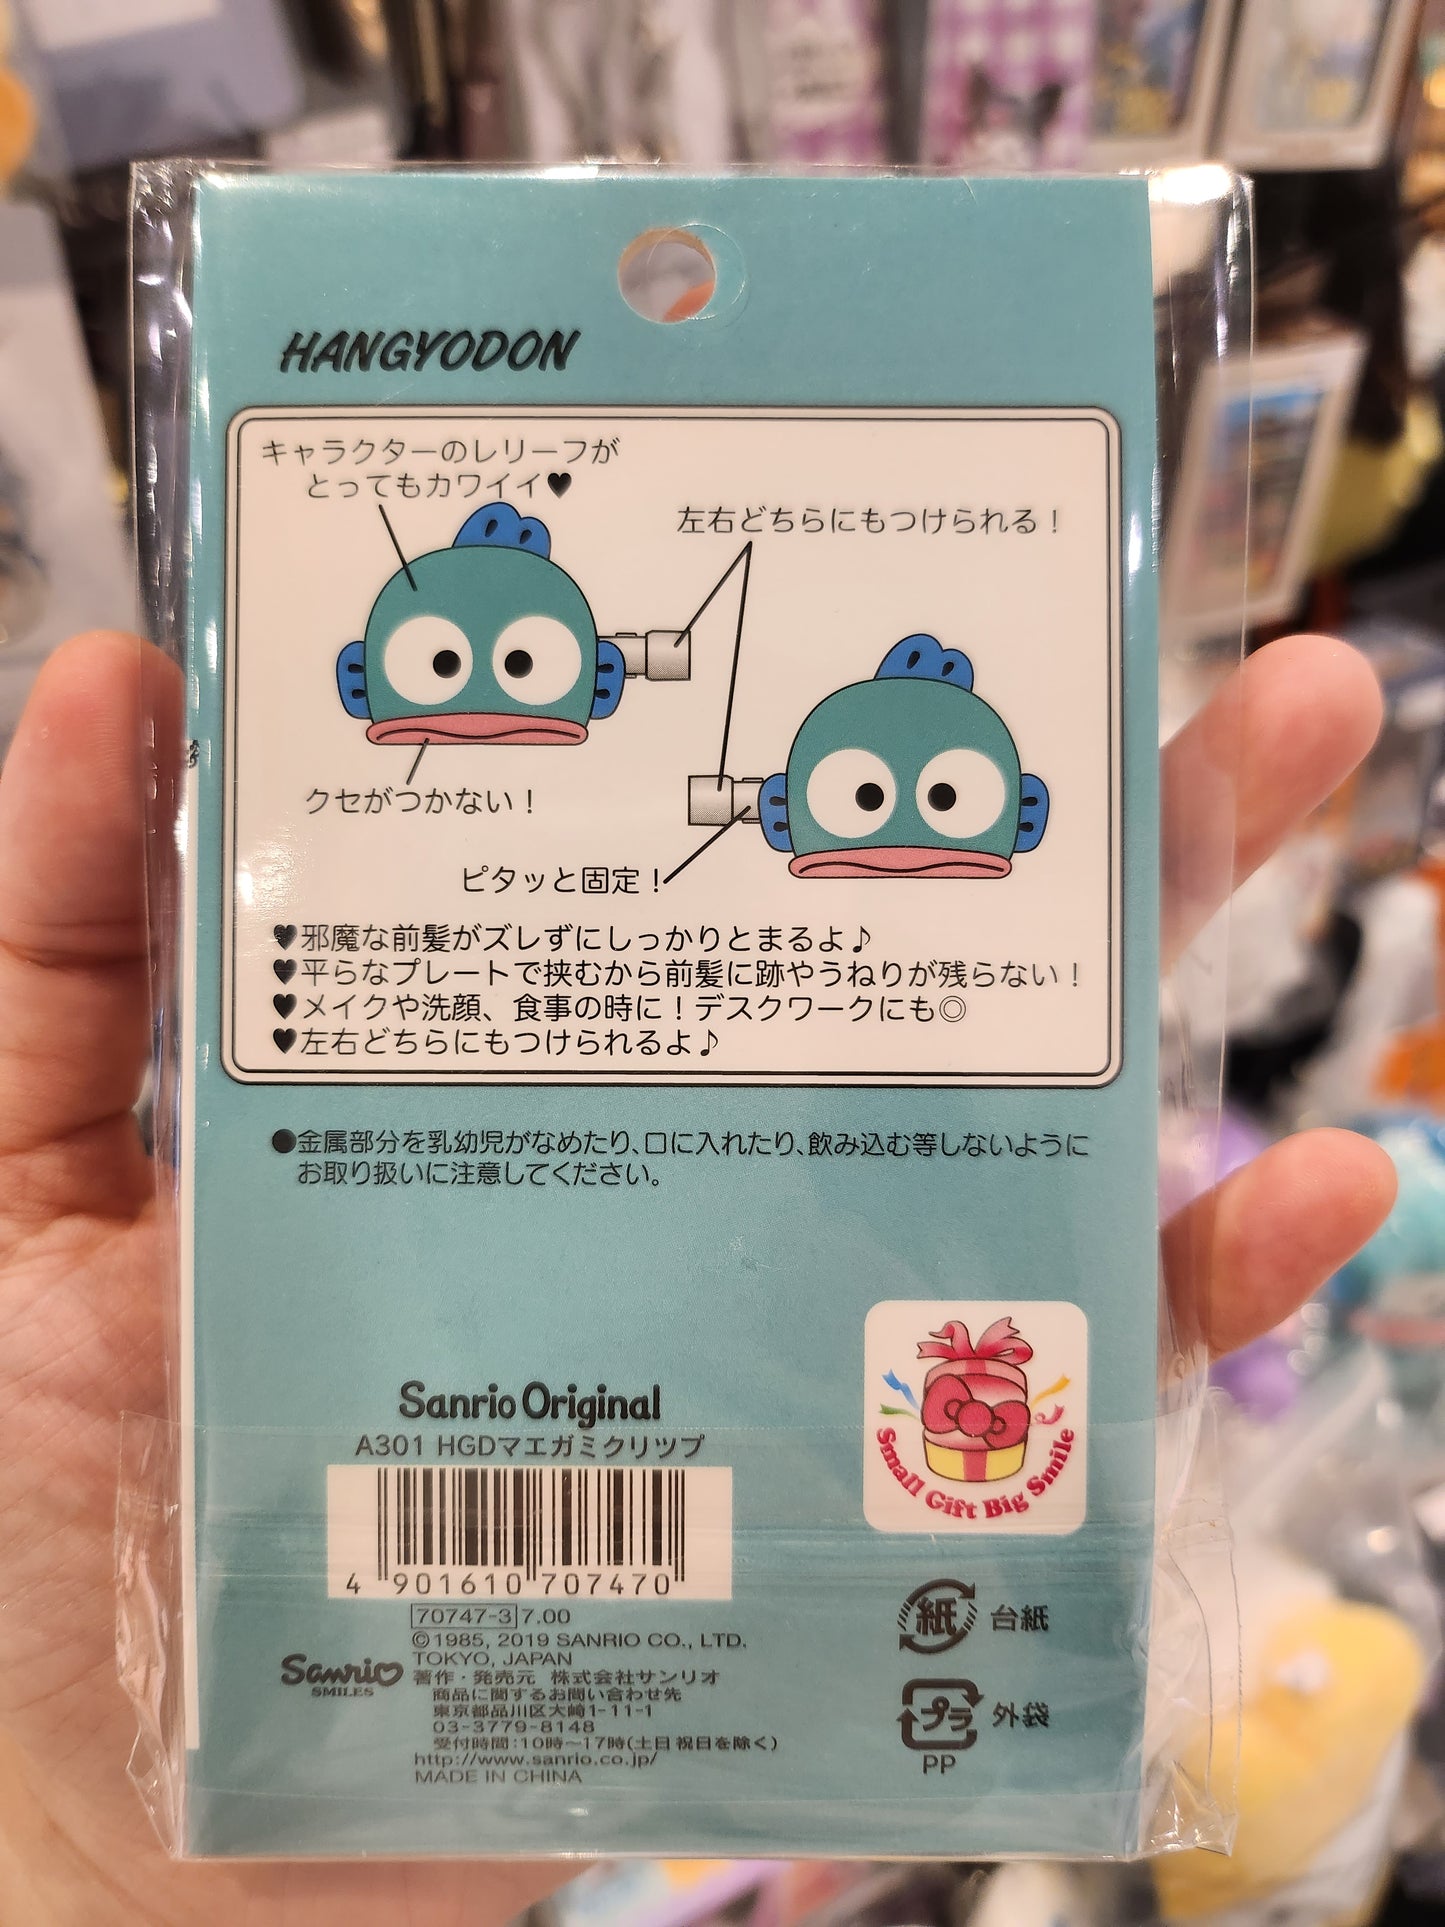 HANGYODON
キャラクターのレリーフが
とってもカワイイ♥
左右どちらにもつけられる！
クセがつかない！
ピタッと固定！
♥邪魔な前髪がズレずにしっかりとまるよ♪
♥平らなプレートで挟むから前髪に跡やうねりが残らない！
♥メイクや洗顔、食事の時に！デスクワークにも◎
♥左右どちらにもつけられるよ♪
●金属部分を乳幼児がなめたり、口に入れたり、飲み込む等しないように
お取り扱いに注意してください。
Sanrio Original
A301 HGDマエガミクリツプ
4 901610 707470
70747-3 7.00
©1985, 2019 SANRIO CO., LTD.
TOKYO, JAPAN
Sanrio
SMILES
著作・発売元 株式会社サンリオ
商品に関するお問い合わせ先
東京都品川区大崎1-11-1
03-3779-8148
受付時間：10時〜17時(土日祝日を除く)
http://www.sanrio.co.jp/
MADE IN CHINA
Small Gift Big Smile
紙 台紙
プラ 外袋
PP